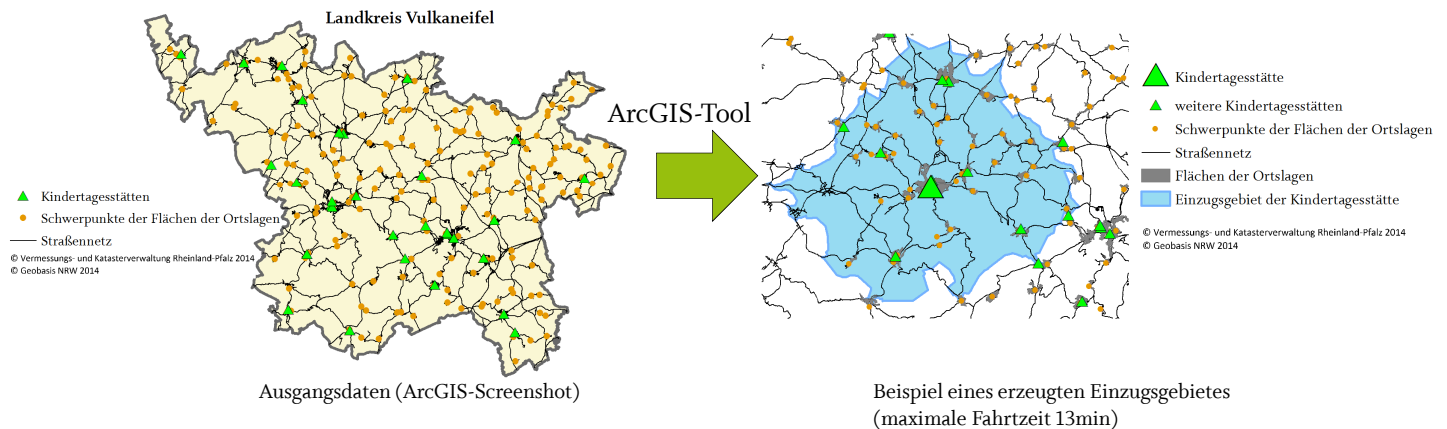 Landkreis Vulkaneifel
Kindertagesstätten
Schwerpunkte der Flächen der Ortslagen
Straßennetz
© Vermessungs- und Katasterverwaltung Rheinland-Pfalz 2014
© Geobasis NRW 2014
Ausgangsdaten (ArcGIS-Screenshot)
ArcGIS-Tool
Kindertagesstätte
weitere Kindertagesstätten
Schwerpunkte der Flächen der Ortslagen
Straßennetz
Flächen der Ortslagen
Einzugsgebiet der Kindertagesstätte
© Vermessungs- und Katasterverwaltung Rheinland-Pfalz 2014
© Geobasis NRW 2014
Beispiel eines erzeugten Einzugsgebietes
(maximale Fahrtzeit 13min)